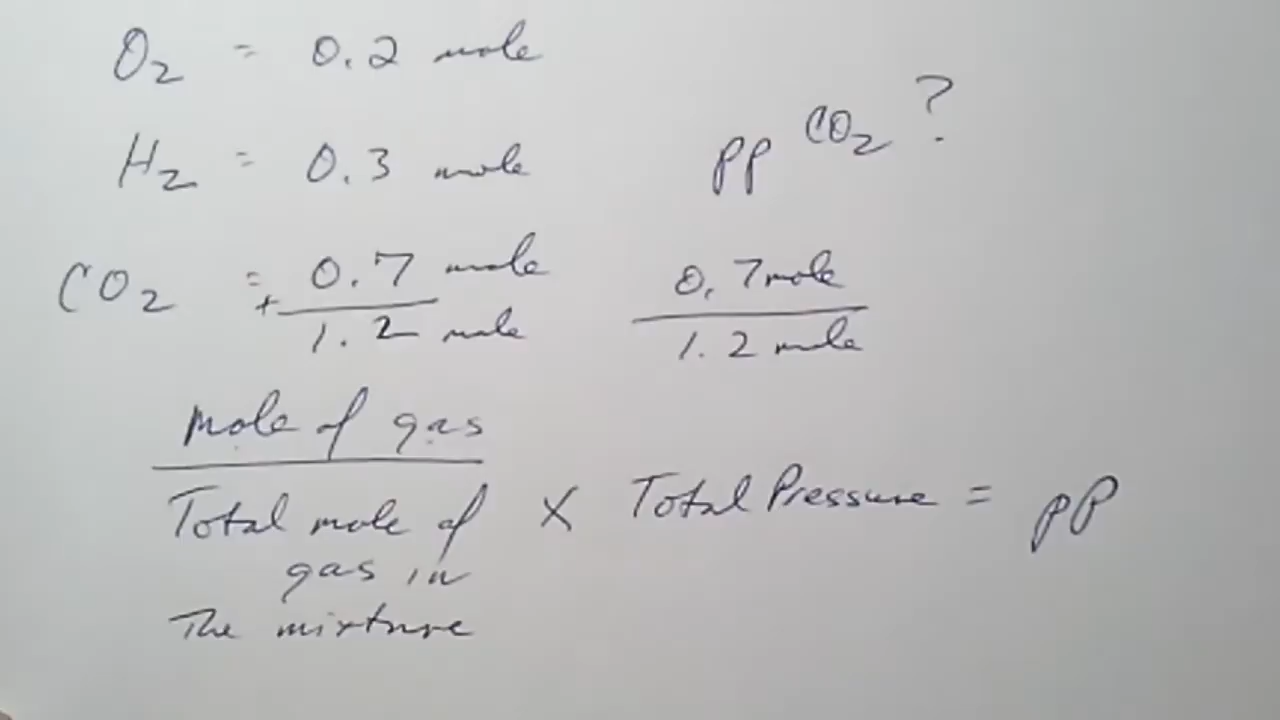 O₂ = 0.2 mole
H₂ = 0.3 mole
pp CO₂ ?
CO₂ = 0.7 mole
+ 1.2 mole
0.7 mole
1.2 mole
mole of gas
Total mole of gas in The mixture
X Total Pressure = pP